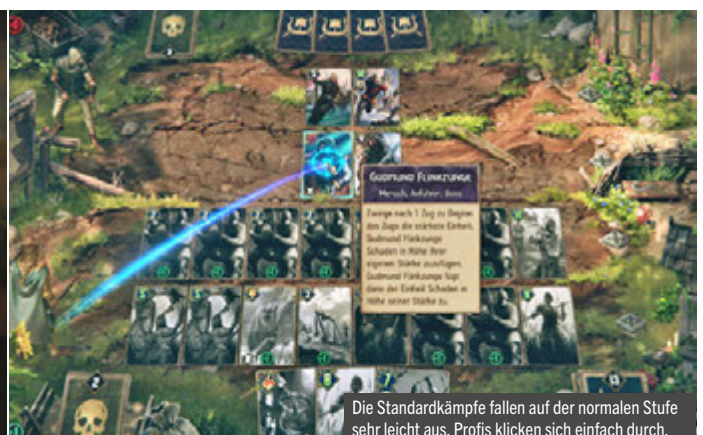 GUDMUND FLINKZUNGE
Mensch, Anführer, Boss
Zwinge nach 1 Zug zu Beginn
des Zugs die stärkste Einheit,
Gudmund Flinkzunge
Schaden in Höhe ihrer
eigenen Stärke zuzufügen.
Gudmund Flinkzunge fügt
dann der Einheit Schaden in
Höhe seiner Stärke zu.
2
Die Standardkämpfe fallen auf der normalen Stufe
sehr leicht aus. Profis klicken sich einfach durch.